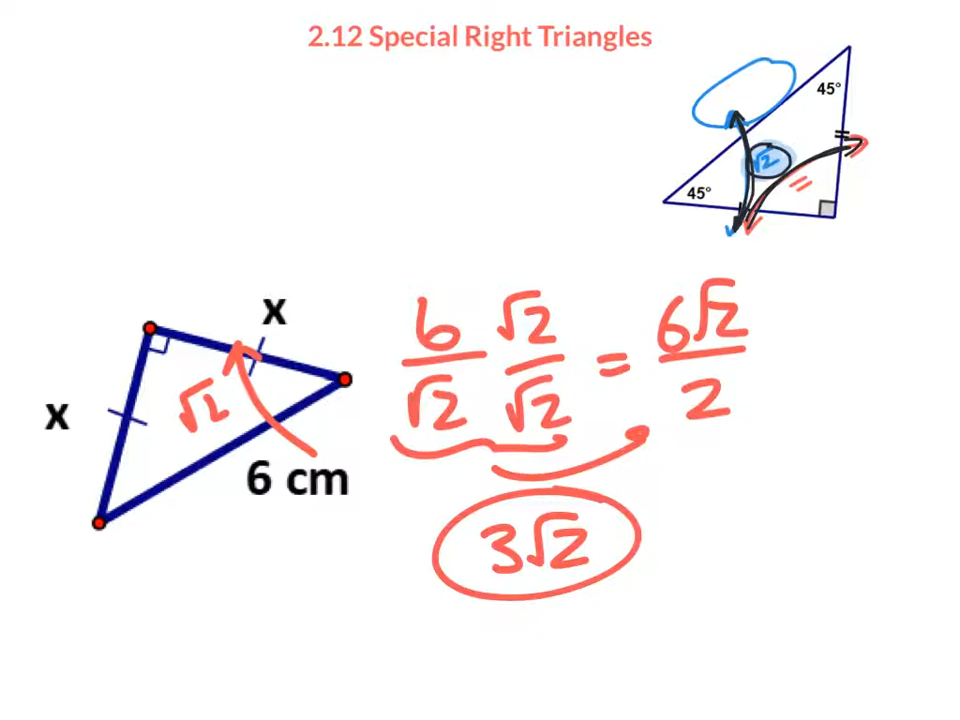 2.12 Special Right Triangles
45°
√2
45°
x
x
√2
6 cm
6/√2 √2/√2 = 6√2/2
3√2